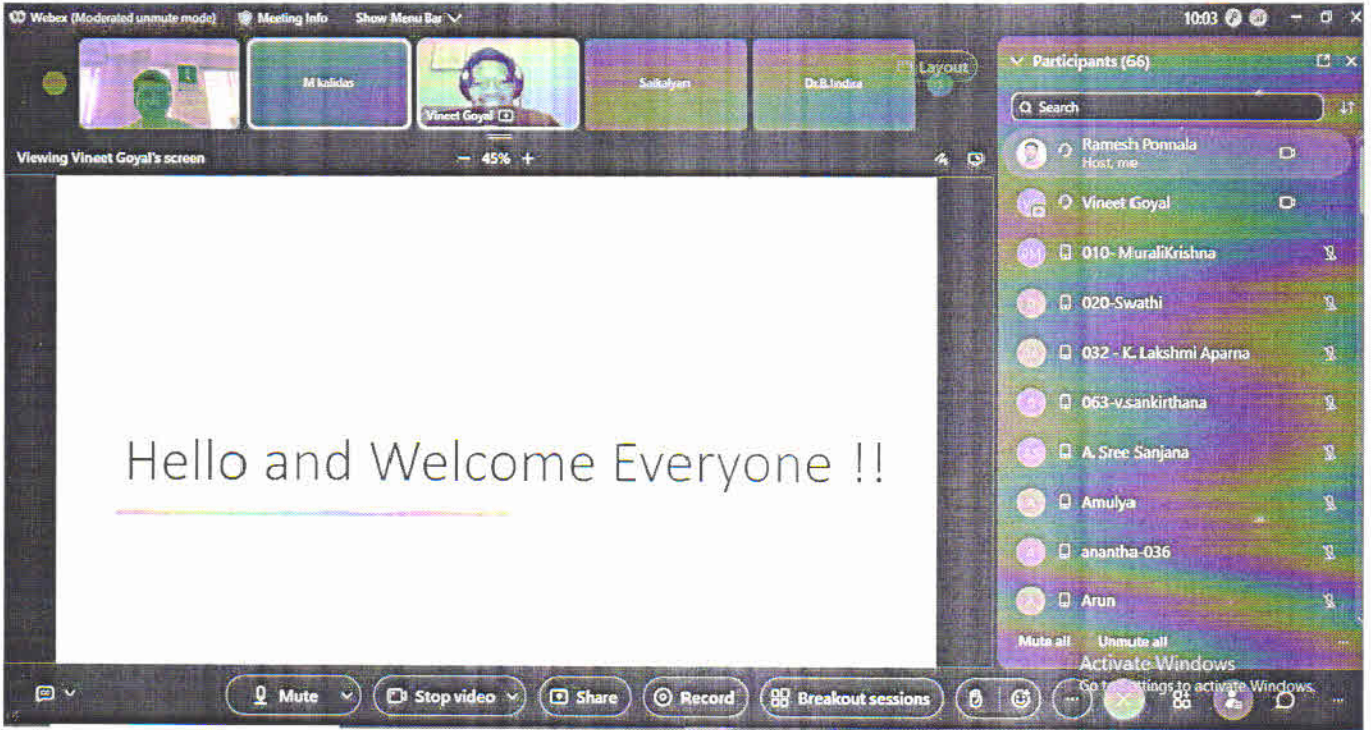 Webex (Moderated unmute mode) Meeting Info Show Menu Bar
10:03
M kalidas
Vineet Goyal
Saikalyan
Dr.B.Indira
Layout
Viewing Vineet Goyal's screen
45%
Hello and Welcome Everyone !!
Participants (66)
Search
Ramesh Ponnala
Host, me
Vineet Goyal
010- MuraliKrishna
020-Swathi
032 - K. Lakshmi Aparna
063-v.sankirthana
A. Sree Sanjana
Amulya
anantha-036
Arun
Mute all Unmute all
Activate Windows
Go to Settings to activate Windows.
Mute
Stop video
Share
Record
Breakout sessions